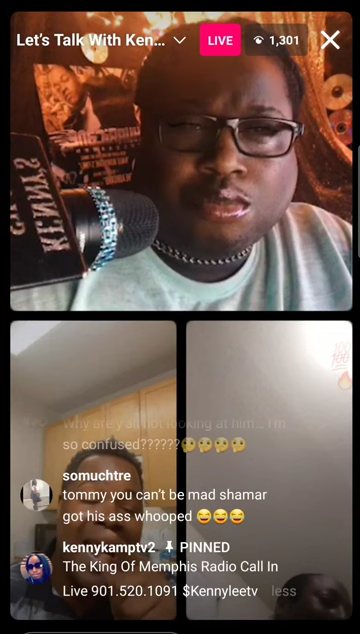 Let's Talk With Ken...
LIVE
1,301
KENNY'S
Why are y'all not looking at him... I'm
so confused??????🤔🤔🤔🤔
somuchtre
tommy you can't be mad shamar
got his ass whooped 😂😂😂
kennykamptv2 📌 PINNED
The King Of Memphis Radio Call In
Live 901.520.1091 $Kennyleetv less
💯